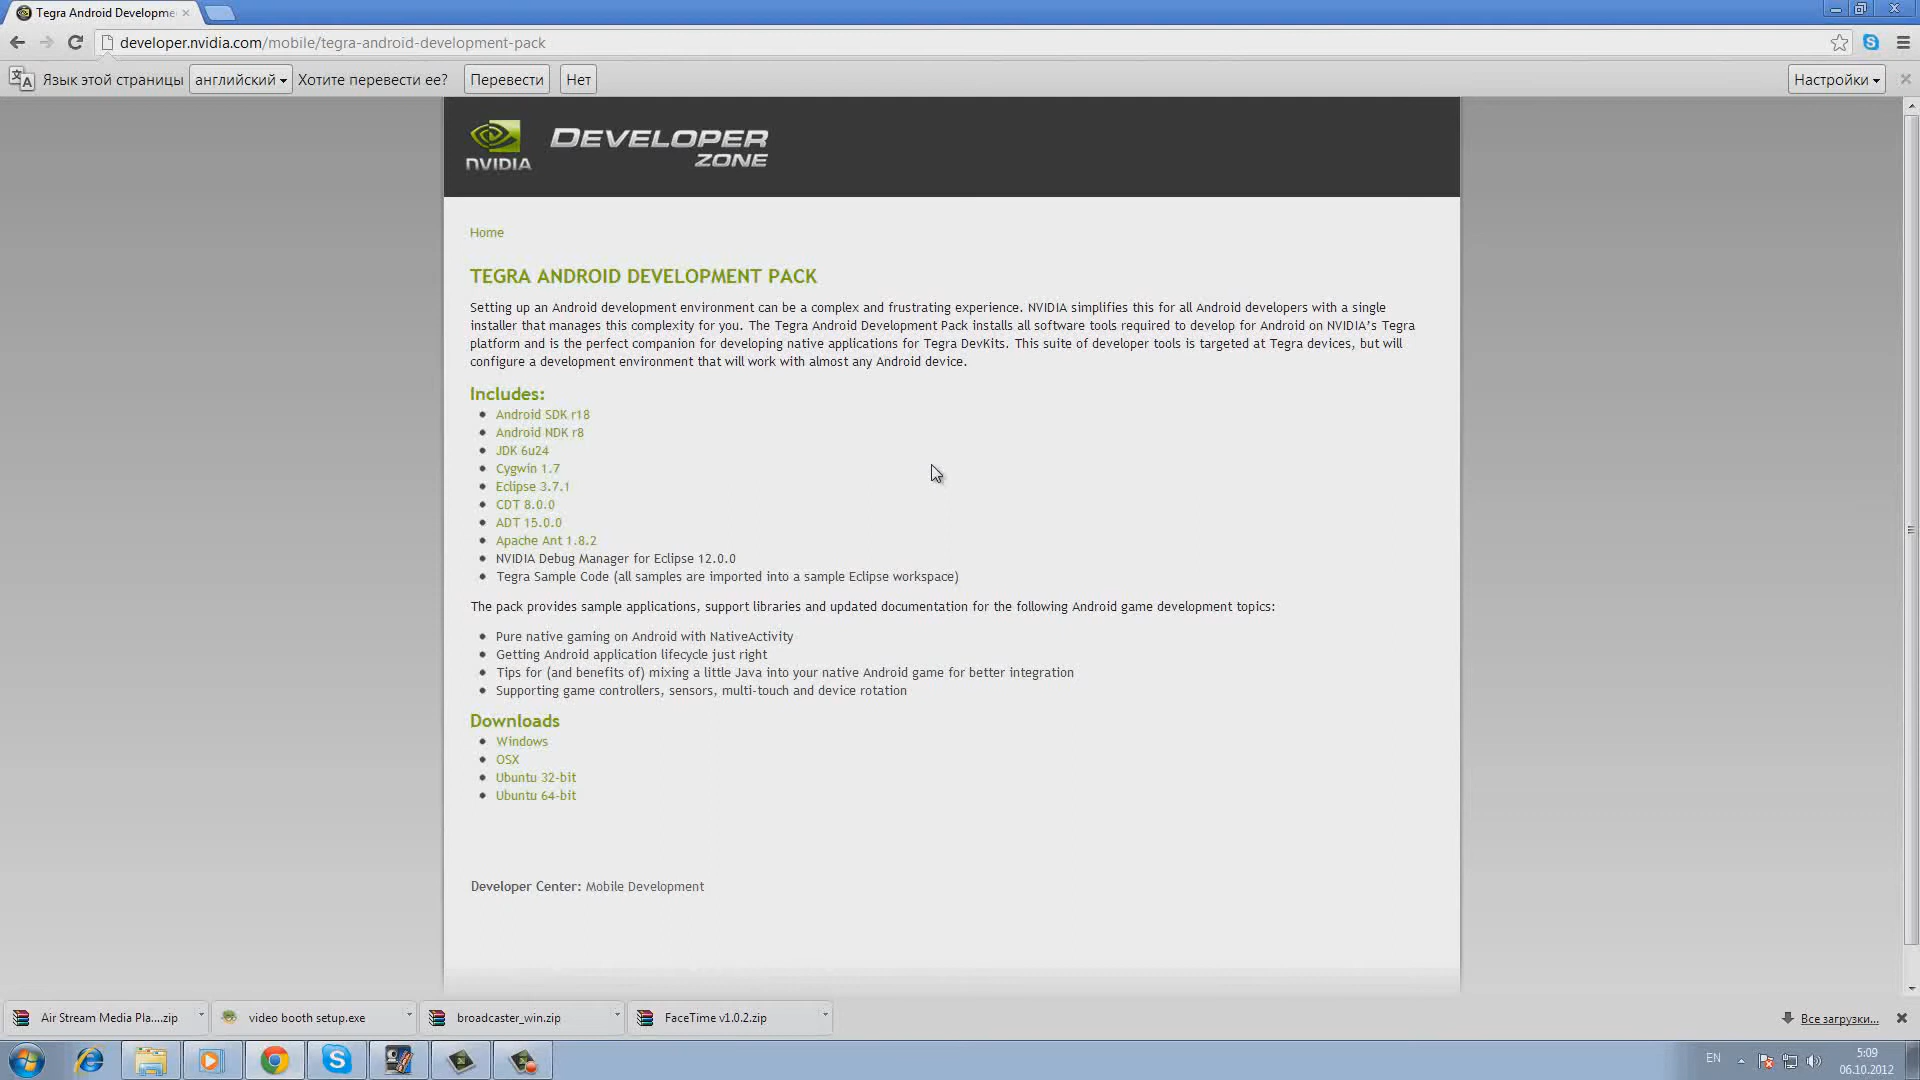 Tegra Android Developme
developer.nvidia.com/mobile/tegra-android-development-pack
Язык этой страницы английский Хотите перевести ее? Перевести Нет Настройки
NVIDIA DEVELOPER ZONE
Home
TEGRA ANDROID DEVELOPMENT PACK
Setting up an Android development environment can be a complex and frustrating experience. NVIDIA simplifies this for all Android developers with a single
installer that manages this complexity for you. The Tegra Android Development Pack installs all software tools required to develop for Android on NVIDIA's Tegra
platform and is the perfect companion for developing native applications for Tegra DevKits. This suite of developer tools is targeted at Tegra devices, but will
configure a development environment that will work with almost any Android device.
Includes:
Android SDK r18
Android NDK r8
JDK 6u24
Cygwin 1.7
Eclipse 3.7.1
CDT 8.0.0
ADT 15.0.0
Apache Ant 1.8.2
NVIDIA Debug Manager for Eclipse 12.0.0
Tegra Sample Code (all samples are imported into a sample Eclipse workspace)
The pack provides sample applications, support libraries and updated documentation for the following Android game development topics:
Pure native gaming on Android with NativeActivity
Getting Android application lifecycle just right
Tips for (and benefits of) mixing a little Java into your native Android game for better integration
Supporting game controllers, sensors, multi-touch and device rotation
Downloads
Windows
OSX
Ubuntu 32-bit
Ubuntu 64-bit
Developer Center: Mobile Development
Air Stream Media Pla....zip video booth setup.exe broadcaster_win.zip FaceTime v1.0.2.zip Все загрузки...
EN 5:09
06.10.2012